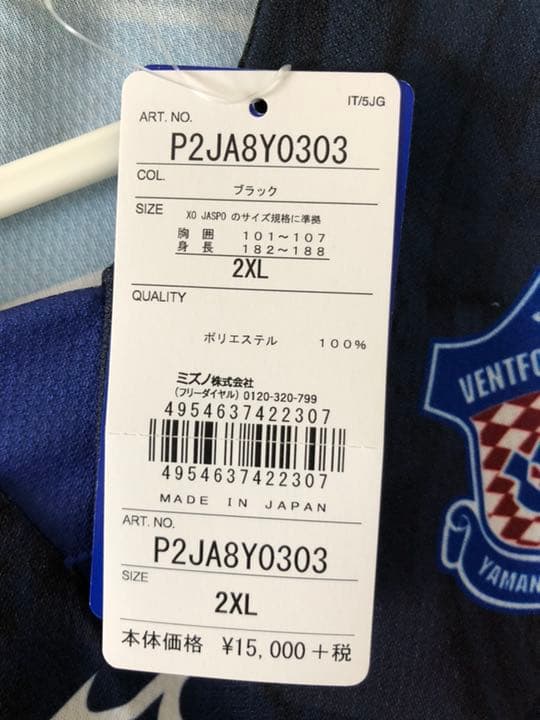 IT/5JG
ART. NO.
P2JA8Y0303
COL.
ブラック
SIZE
XO JASPO のサイズ規格に準拠
胸囲 101～107
身長 182～188
2XL
QUALITY
ポリエステル 100%
ミズノ株式会社
(フリーダイヤル) 0120-320-799
4954637422307
4954637422307
MADE IN JAPAN
ART. NO.
P2JA8Y0303
SIZE
2XL
本体価格 ¥15,000+税
VENTFO
YAMAN